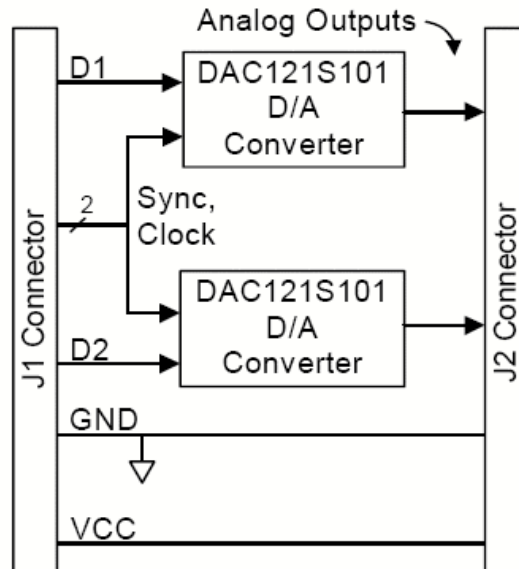 Analog Outputs
D1
DAC121S101
D/A
Converter
2
Sync,
Clock
DAC121S101
D/A
Converter
D2
GND
VCC
J1 Connector
J2 Connector